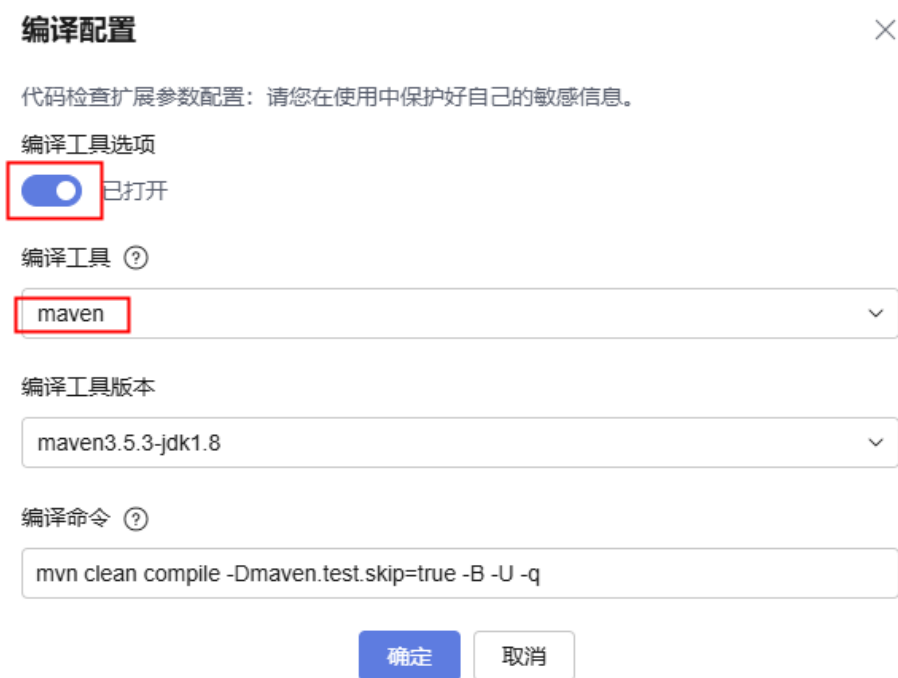 编译配置
代码检查扩展参数配置：请您在使用中保护好自己的敏感信息。
编译工具选项
已打开
编译工具 ?
maven
编译工具版本
maven3.5.3-jdk1.8
编译命令 ?
mvn clean compile -Dmaven.test.skip=true -B -U -q
确定 取消